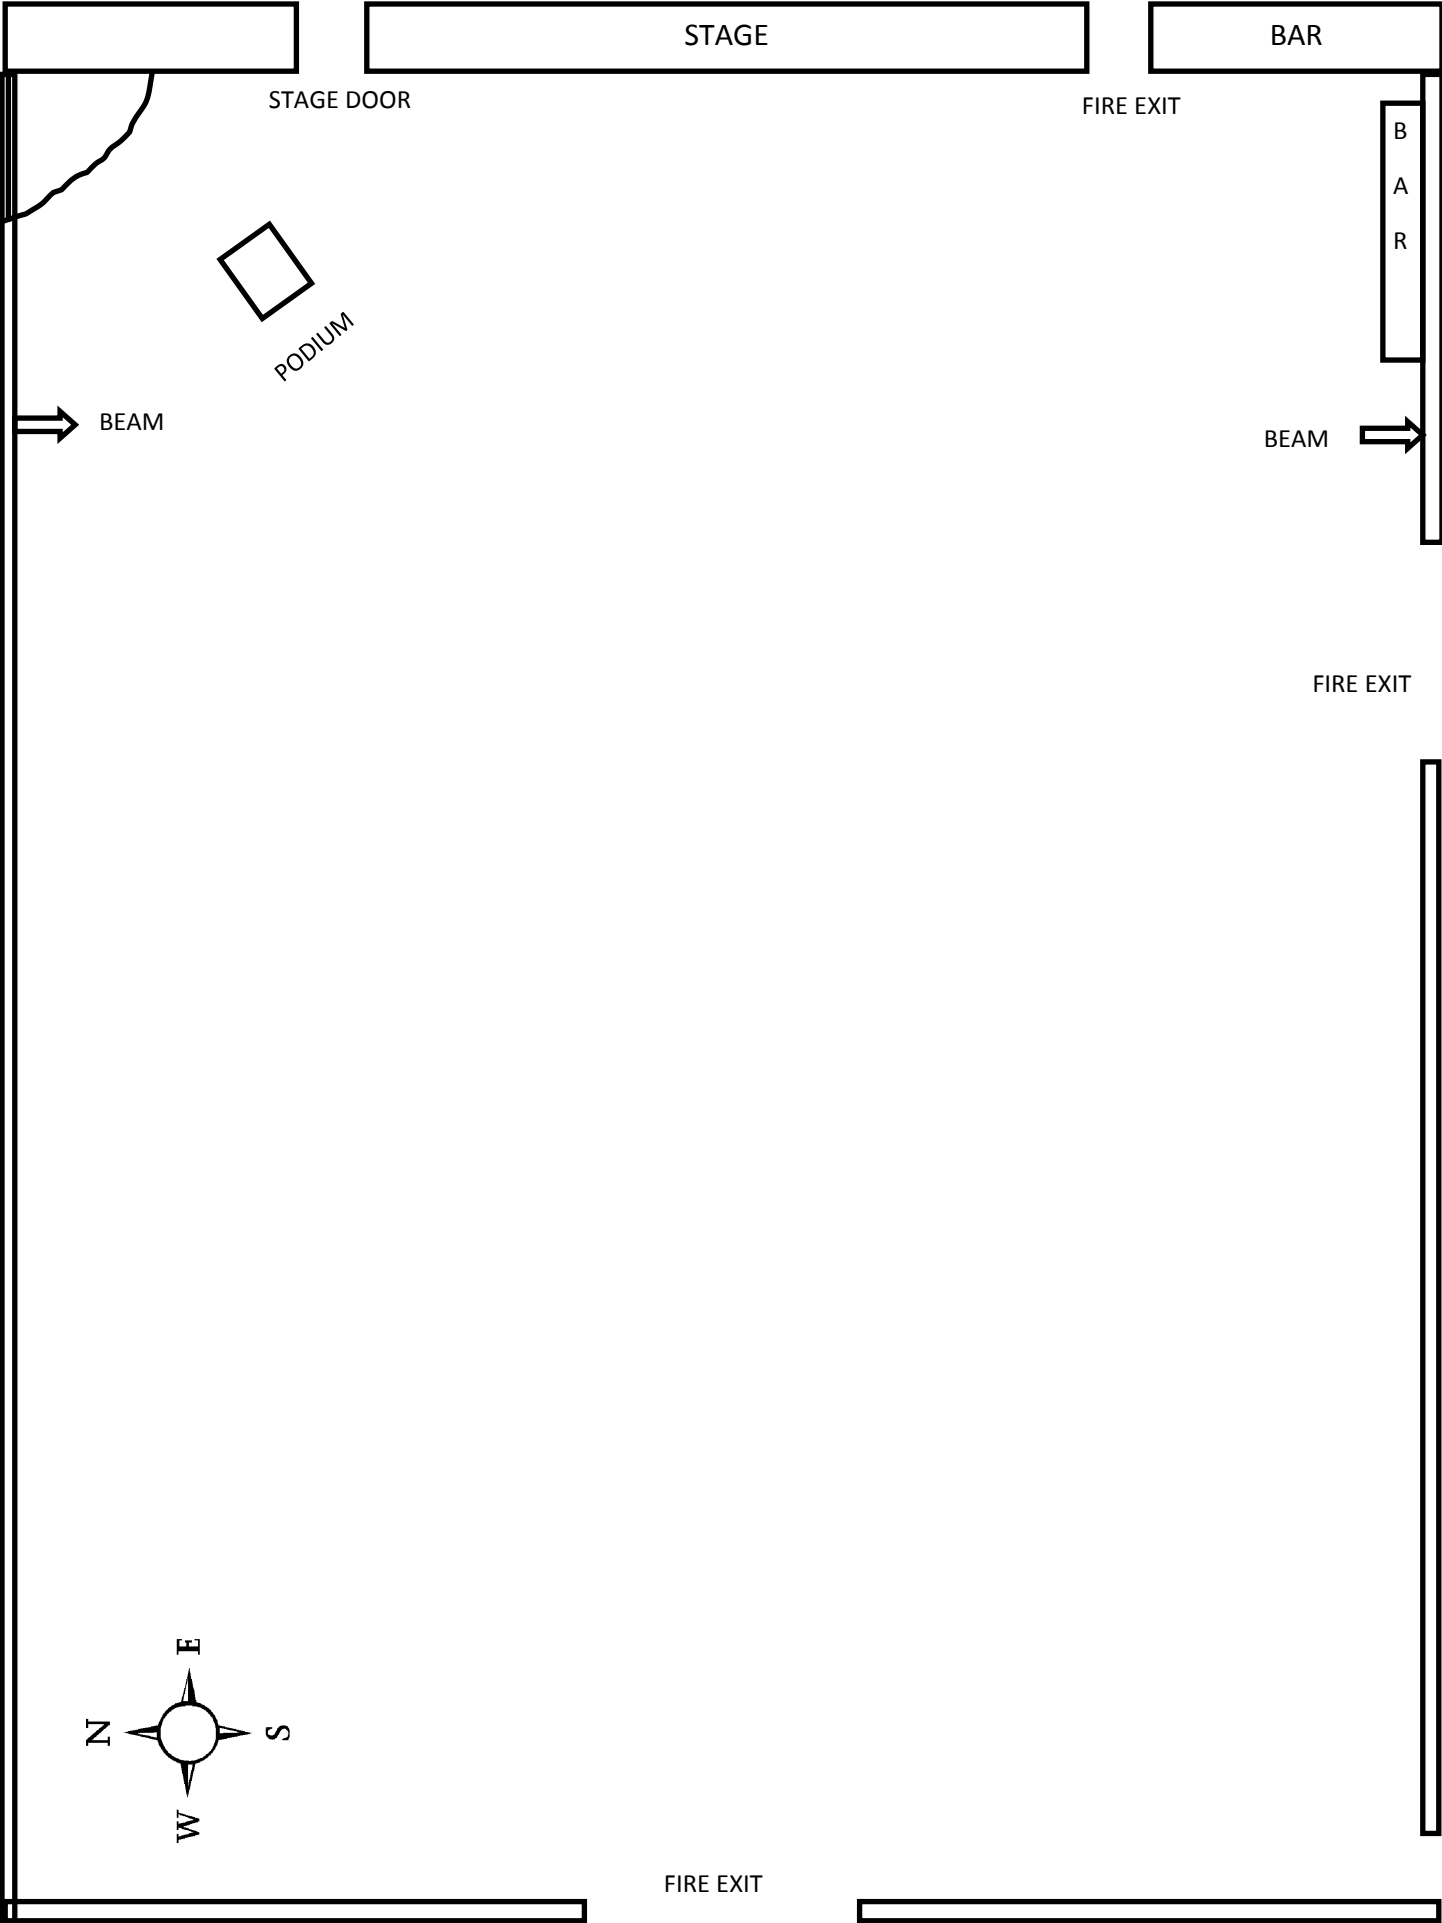 STAGE
BAR
STAGE DOOR
FIRE EXIT
B
A
R
PODIUM
BEAM
BEAM
FIRE EXIT
E
N
S
W
FIRE EXIT